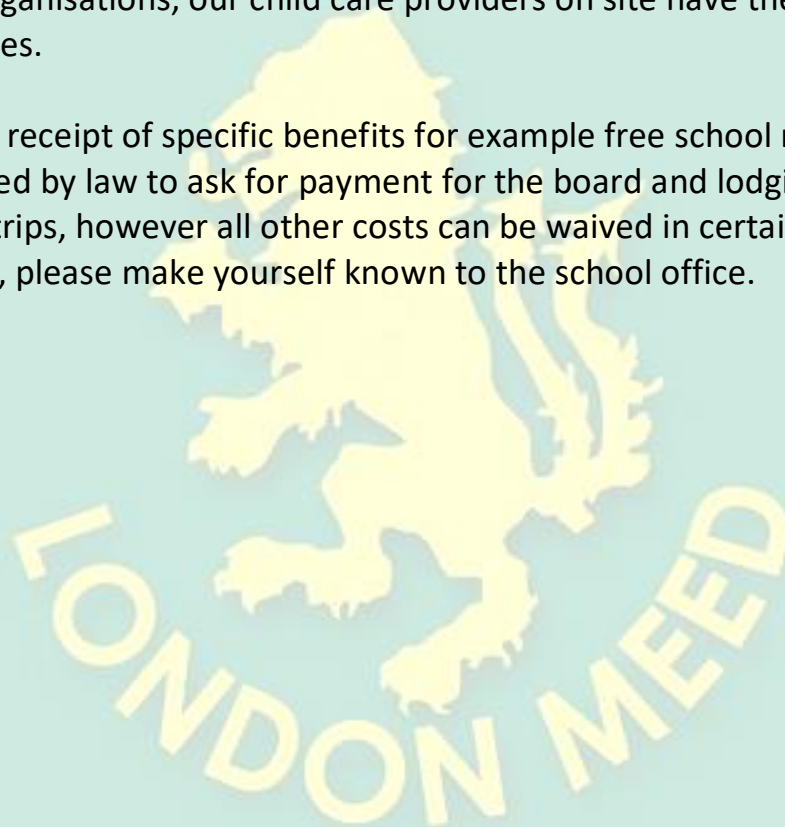 ganisations, our child care providers on site have the
es.
receipt of specific benefits for example free school
ed by law to ask for payment for the board and lodgi
trips, however all other costs can be waived in certai
, please make yourself known to the school office.
LONDON MEED